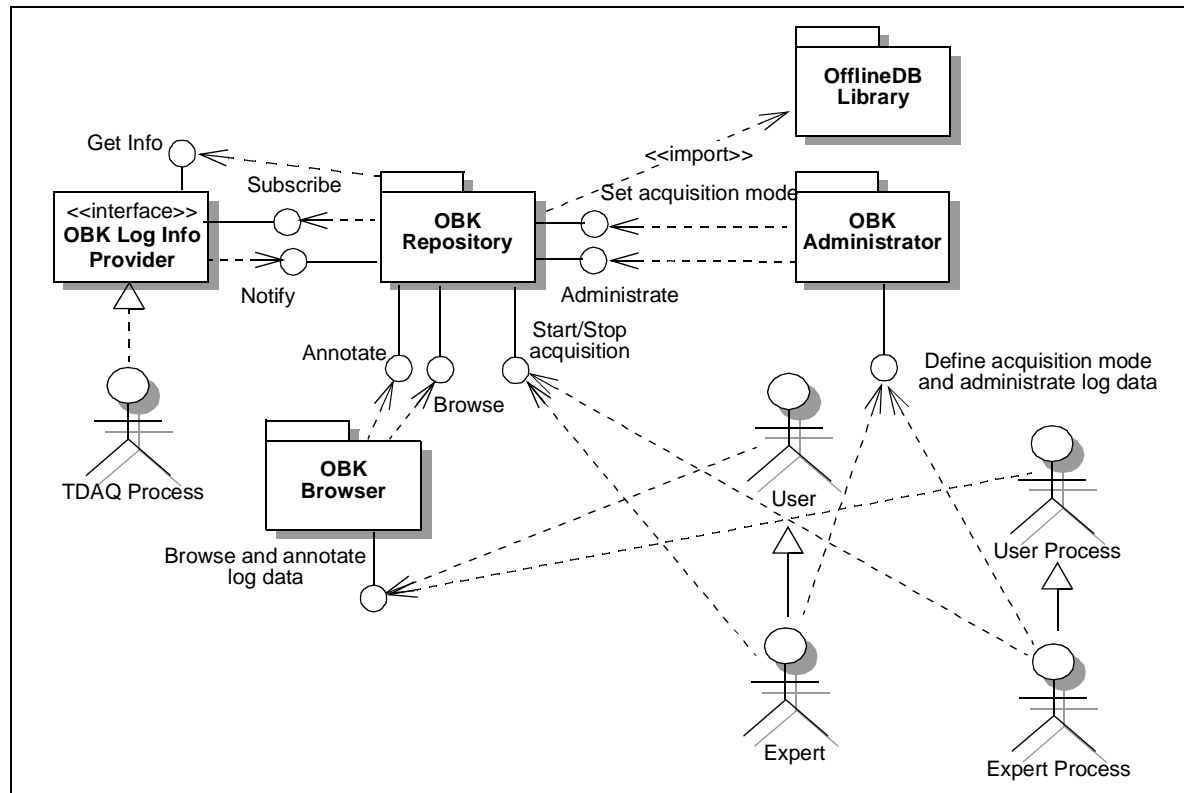 OfflineDB
Library
Get Info
<<import>>
Subscribe
Set acquisition mode
<<interface>>
OBK Log Info
Provider
OBK
Repository
OBK
Administrator
Notify
Administrate
Annotate
Start/Stop
acquisition
Define acquisition mode
and administrate log data
Browse
OBK
Browser
TDAQ Process
User
User Process
Browse and annotate
log data
Expert
Expert Process